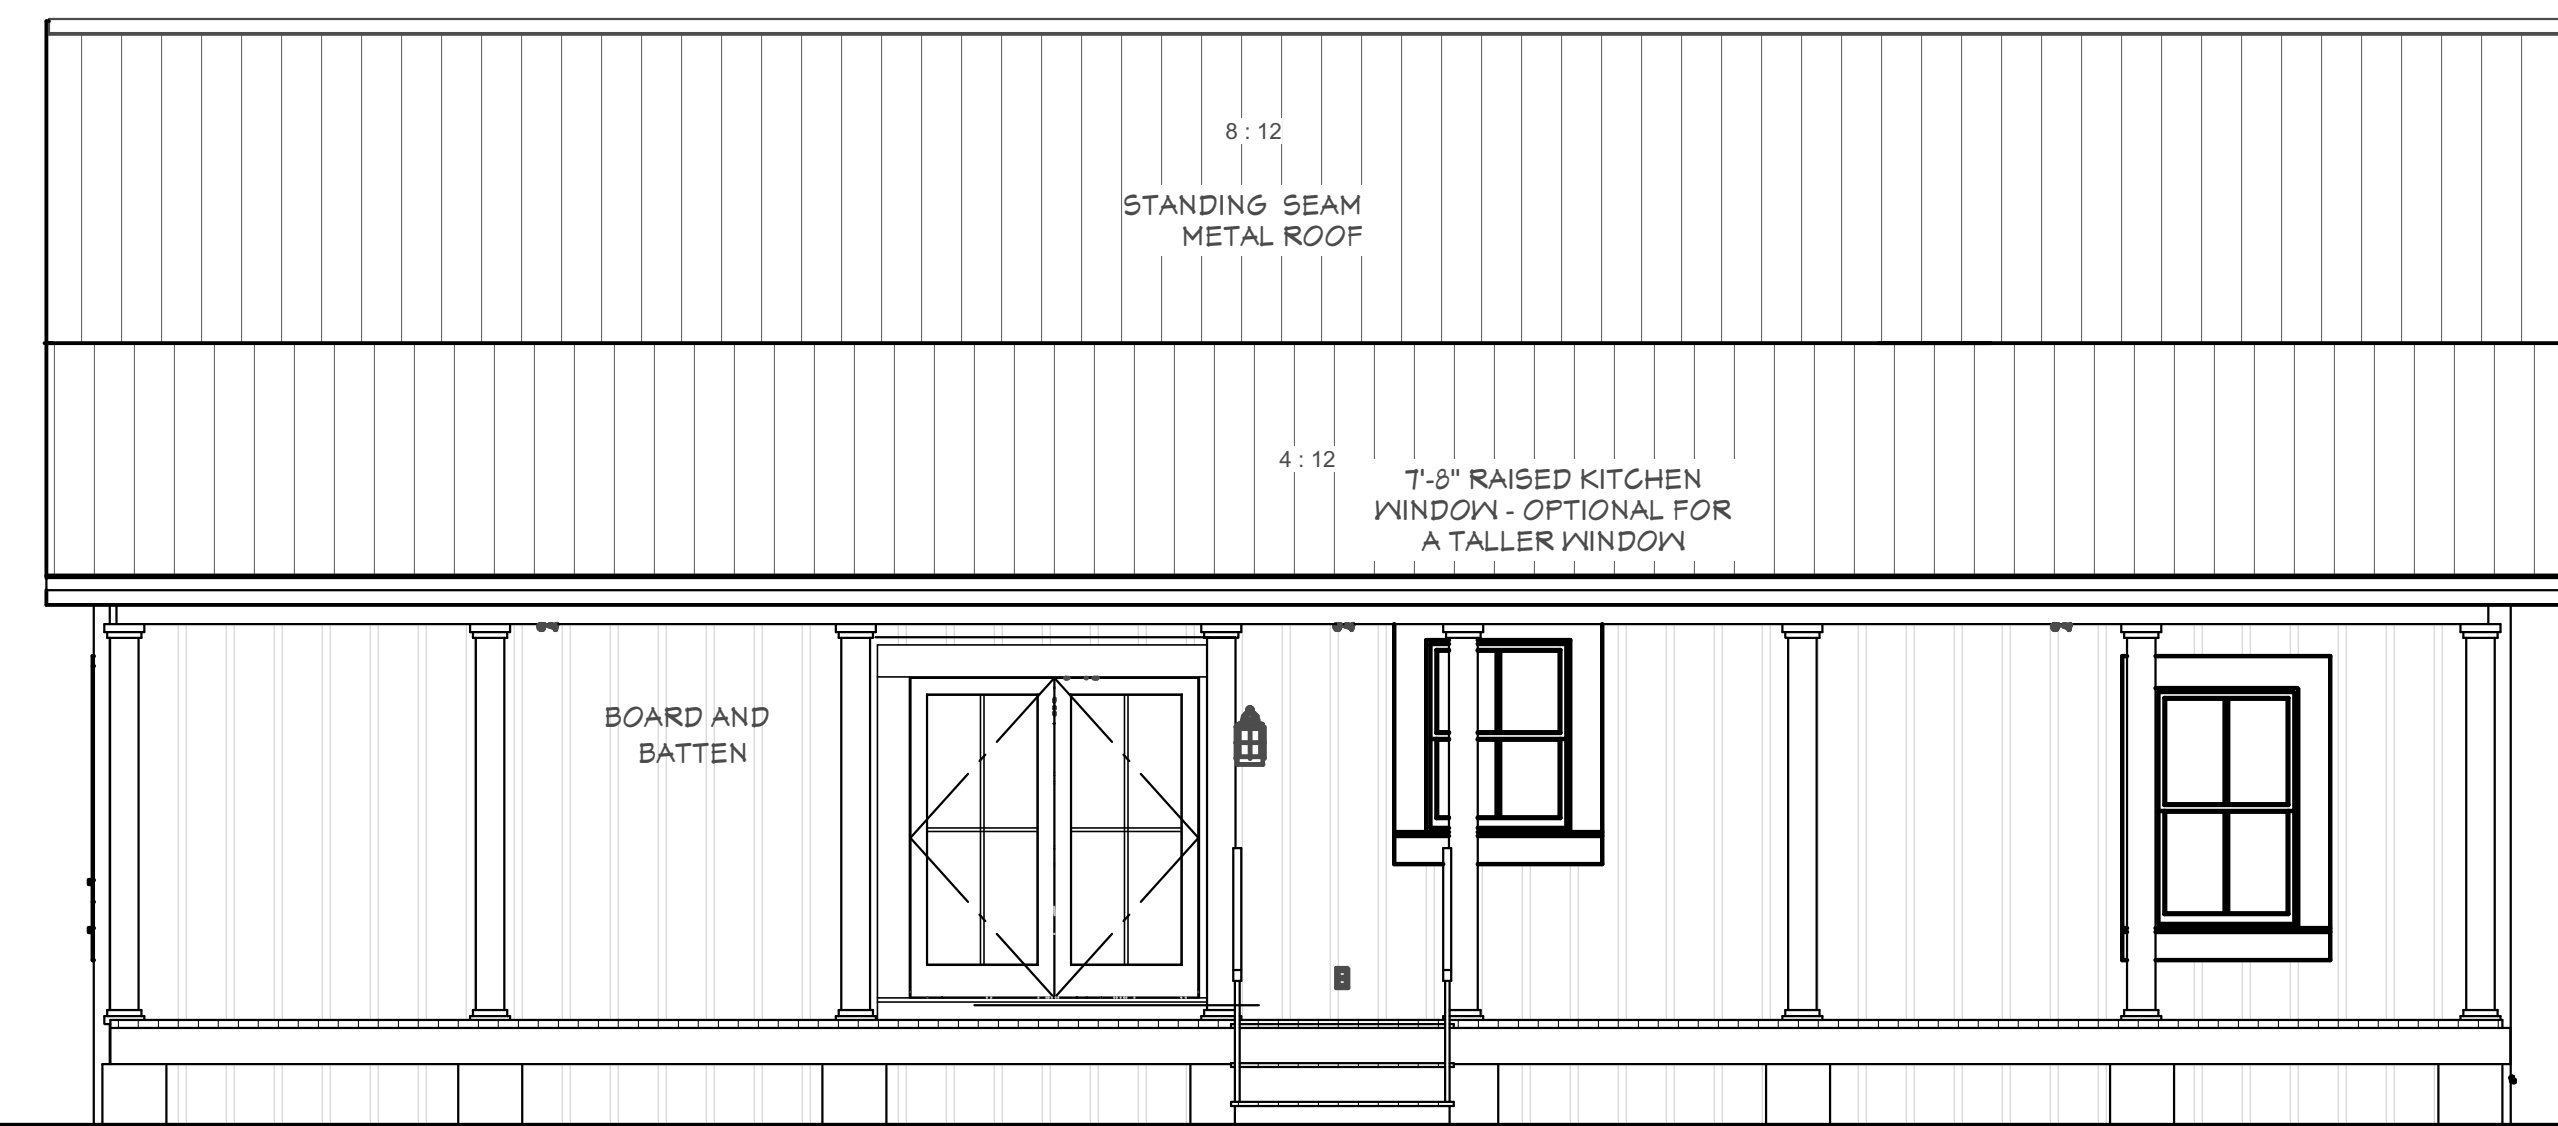 8 : 12
STANDING SEAM
METAL ROOF
4 : 12
7'-8" RAISED KITCHEN
WINDOW - OPTIONAL FOR
A TALLER WINDOW
BOARD AND
BATTEN